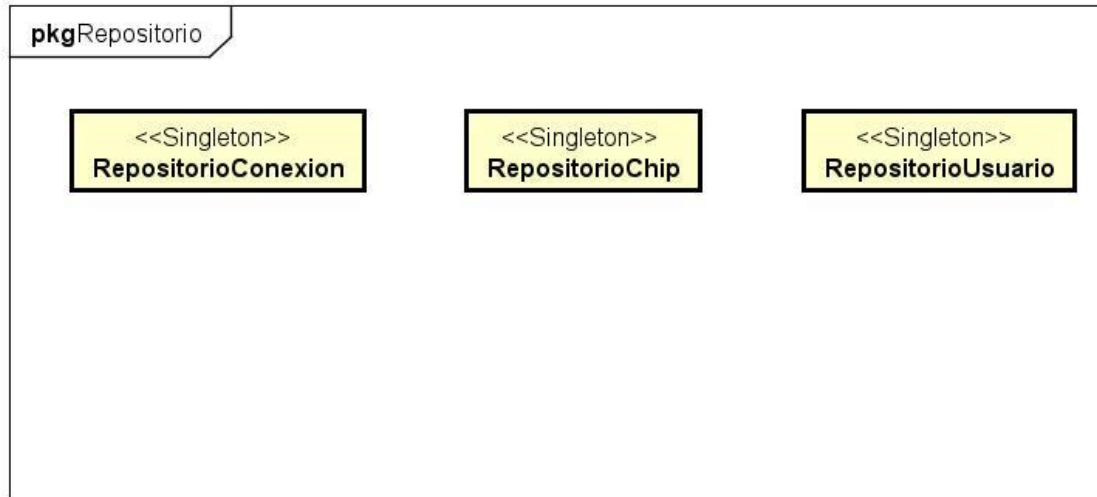 pkgRepositorio
<<Singleton>>
RepositorioConexion
<<Singleton>>
RepositorioChip
<<Singleton>>
RepositorioUsuario